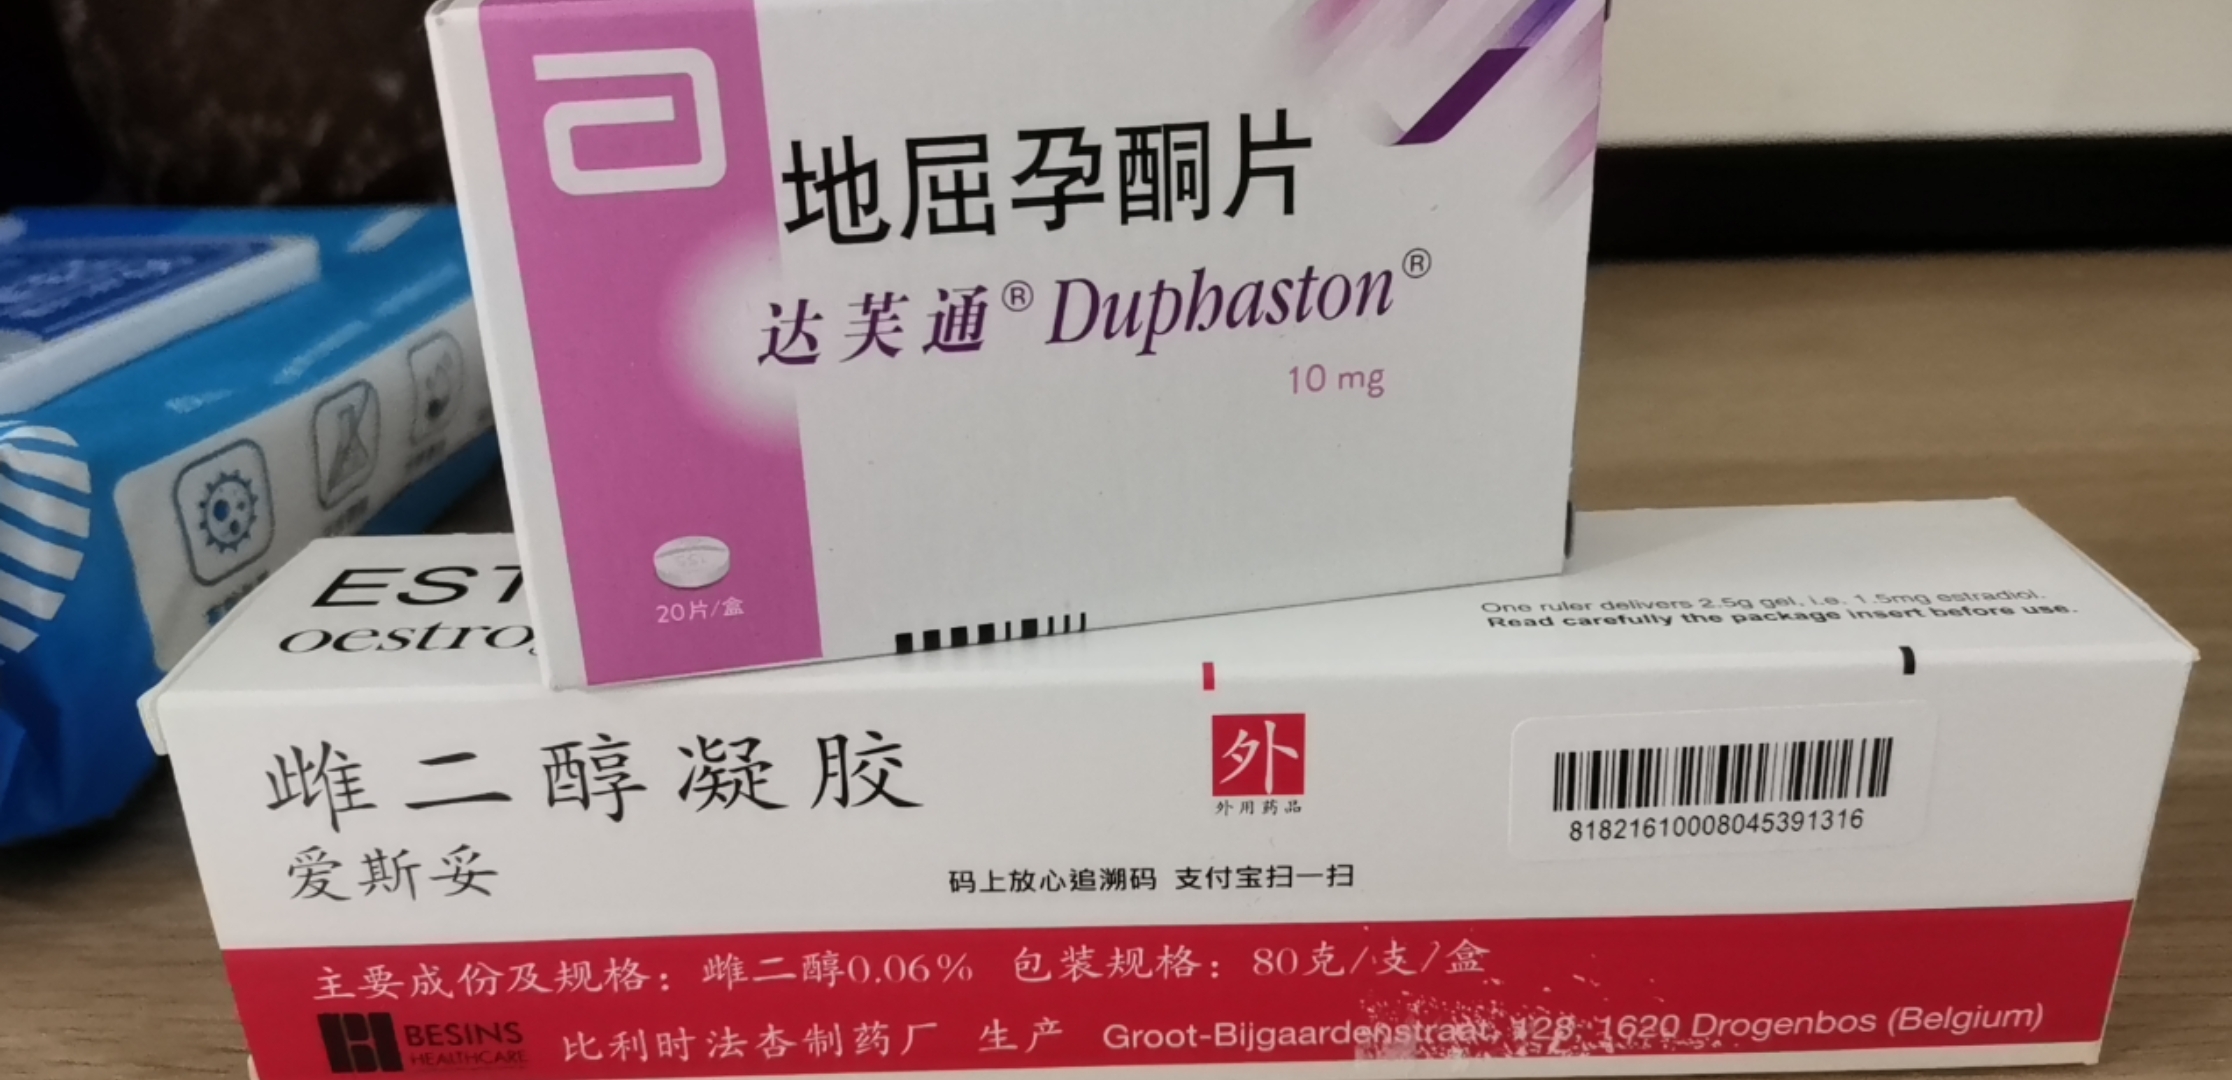 地屈孕酮片
达芙通® Duphaston®
10 mg
20片/盒
EST
oestro
One ruler delivers 2.5g gel, i.e. 1.5mg estradiol.
Read carefully the package insert before use.
雌二醇凝胶
爱斯妥
外
外用药品
81821610008045391316
码上放心追溯码 支付宝扫一扫
主要成份及规格：雌二醇0.06% 包装规格：80克/支/盒
BESINS
HEALTHCARE
比利时法杏制药厂 生产 Groot-Bijgaardenstraat, 128, 1620 Drogenbos (Belgium)